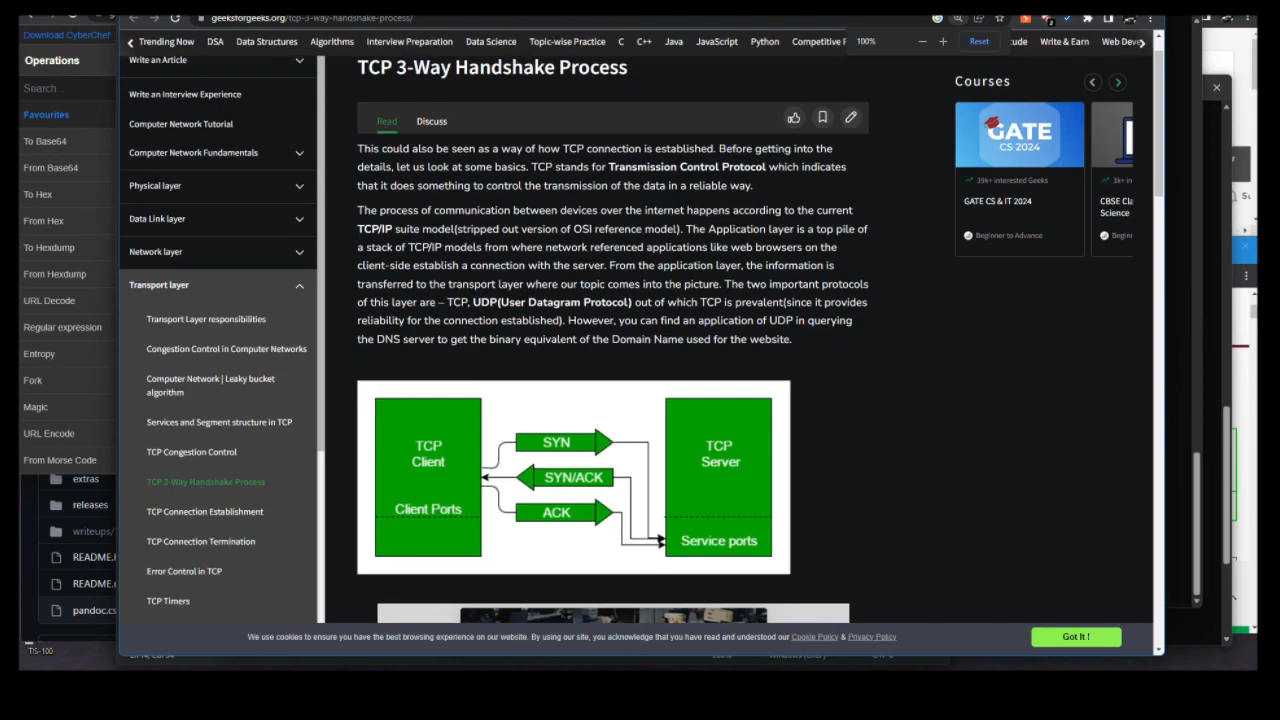 geeksforgeeks.org/tcp-3-way-handshake-process/
Download CyberChef
Operations
Search...
Favourites
To Base64
From Base64
To Hex
From Hex
To Hexdump
From Hexdump
URL Decode
Regular expression
Entropy
Fork
Magic
URL Encode
From Morse Code
extras
releases
writeups/
README.
README.
pandoc.cs
TIS-100
Trending Now
DSA
Data Structures
Algorithms
Interview Preparation
Data Science
Topic-wise Practice
C
C++
Java
JavaScript
Python
Competitive P
100%
Reset
Write & Earn
Web Deve
Write an Article
Write an Interview Experience
Computer Network Tutorial
Computer Network Fundamentals
Physical layer
Data Link layer
Network layer
Transport layer
Transport Layer responsibilities
Congestion Control in Computer Networks
Computer Network | Leaky bucket
algorithm
Services and Segment structure in TCP
TCP Congestion Control
TCP 3-Way Handshake Process
TCP Connection Establishment
TCP Connection Termination
Error Control in TCP
TCP Timers
TCP 3-Way Handshake Process
Read
Discuss
This could also be seen as a way of how TCP connection is established. Before getting into the
details, let us look at some basics. TCP stands for Transmission Control Protocol which indicates
that it does something to control the transmission of the data in a reliable way.
The process of communication between devices over the internet happens according to the current
TCP/IP suite model(stripped out version of OSI reference model). The Application layer is a top pile of
a stack of TCP/IP models from where network referenced applications like web browsers on the
client-side establish a connection with the server. From the application layer, the information is
transferred to the transport layer where our topic comes into the picture. The two important protocols
of this layer are – TCP, UDP(User Datagram Protocol) out of which TCP is prevalent(since it provides
reliability for the connection established). However, you can find an application of UDP in querying
the DNS server to get the binary equivalent of the Domain Name used for the website.
TCP
Client
Client Ports
SYN
SYN/ACK
ACK
TCP
Server
Service ports
Courses
GATE
CS 2024
39k+ interested Geeks
GATE CS & IT 2024
Beginner to Advance
3k+ in
CBSE Cla
Science
Beginn
We use cookies to ensure you have the best browsing experience on our website. By using our site, you acknowledge that you have read and understood our Cookie Policy & Privacy Policy
Got It !